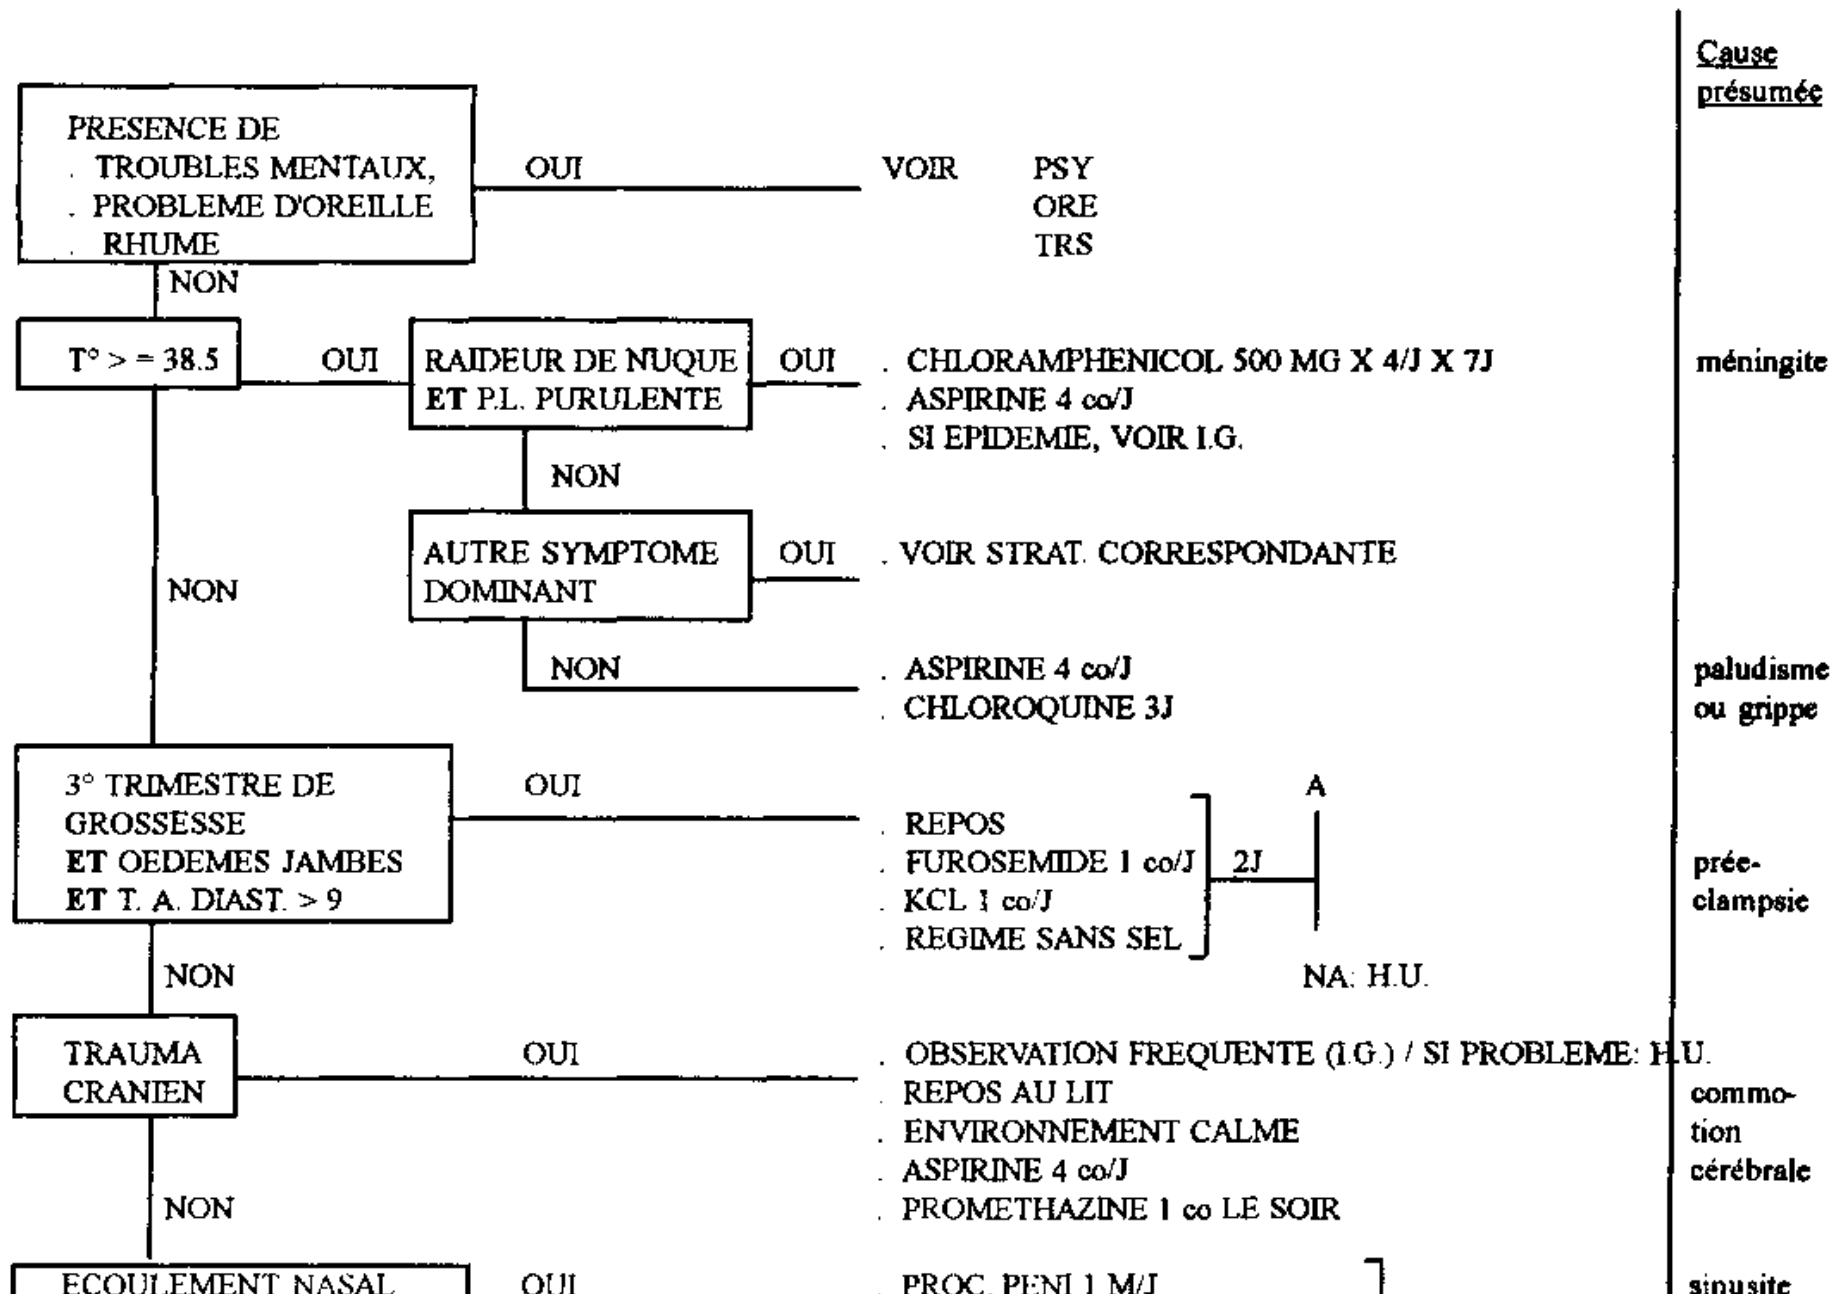 Cause
présumée
PRESENCE DE
. TROUBLES MENTAUX,
. PROBLEME D'OREILLE
. RHUME
OUI
VOIR PSY
ORE
TRS
NON
T° > = 38.5
OUI
RAIDEUR DE NUQUE
ET P.L. PURULENTE
OUI
. CHLORAMPHENICOL 500 MG X 4/J X 7J
. ASPIRINE 4 co/J
. SI EPIDEMIE, VOIR I.G.
méningite
NON
AUTRE SYMPTOME
DOMINANT
OUI
. VOIR STRAT. CORRESPONDANTE
NON
NON
. ASPIRINE 4 co/J
. CHLOROQUINE 3J
paludisme
ou grippe
3° TRIMESTRE DE
GROSSESSE
ET OEDEMES JAMBES
ET T. A. DIAST. > 9
OUI
. REPOS
. FUROSEMIDE 1 co/J
. KCL 1 co/J
. REGIME SANS SEL
2J
A
NA: H.U.
prée-
clampsie
NON
TRAUMA
CRANIEN
OUI
. OBSERVATION FREQUENTE (I.G.) / SI PROBLEME: H.U.
. REPOS AU LIT
. ENVIRONNEMENT CALME
. ASPIRINE 4 co/J
. PROMETHAZINE 1 co LE SOIR
commo-
tion
cérébrale
NON
ECOULEMENT NASAL
OUI
. PROC. PENI 1 M/J
sinusite